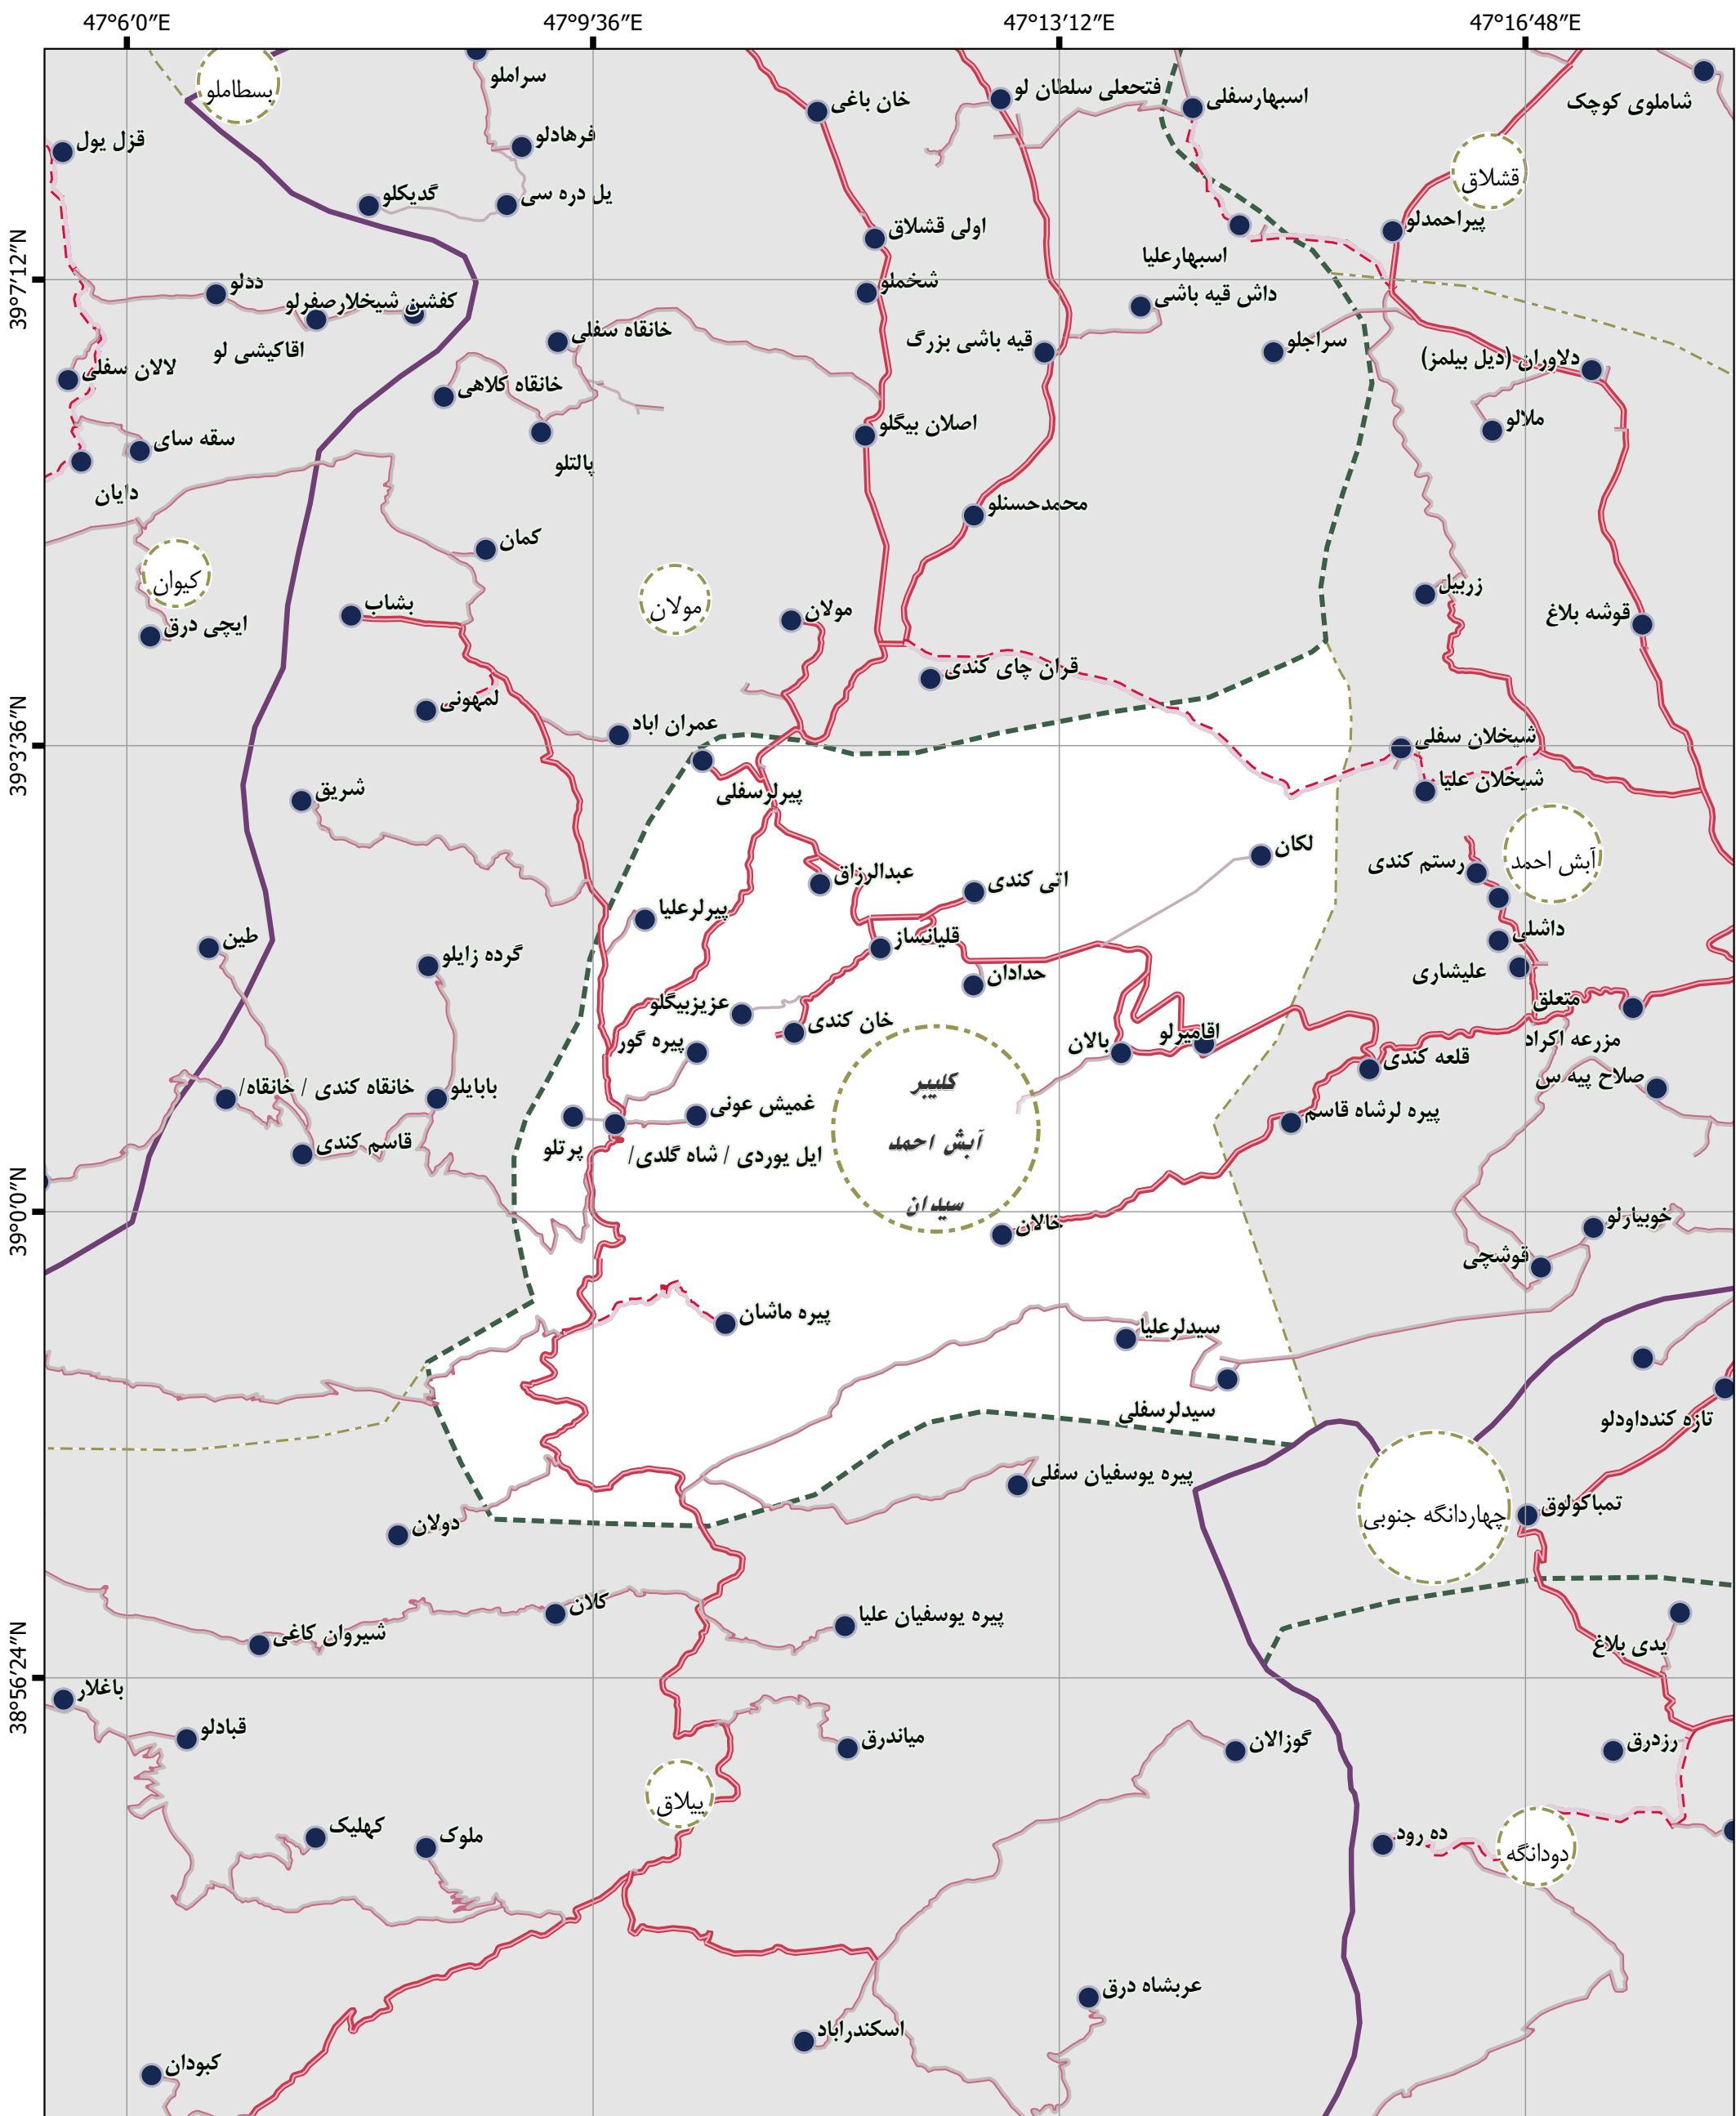 47°6′0″E
47°9′36″E
47°13′12″E
47°16′48″E
39°7′12″N
39°3′36″N
39°0′0″N
38°56′24″N
بسطاملو
سراملو
خان باغی
فتحعلی سلطان لو
اسبهارسفلی
شاملوی کوچک
قزل یول
فرهادلو
قشلاق
گدیکلو
یل دره سی
اولی قشلاق
اسبهارعلیا
پیراحمدلو
ددلو
کفشن شیخلارصفرلو
شخملو
داش قیه باشی
اقاکیشی لو
خانقاه سفلی
قیه باشی بزرگ
سراجلو
دلاوران (دیل بیلمز)
لالان سفلی
خانقاه کلاهی
ملالو
سقه سای
پالتلو
اصلان بیگلو
دایان
محمدحسنلو
کمان
کیوان
مولان
زربیل
ایچی درق
بشاب
مولان
قوشه بلاغ
لمهونی
قران چای کندی
عمران اباد
شیخلان سفلی
شیخلان علیا
شریق
پیرلرسفلی
لکان
آبش احمد
رستم کندی
عبدالرزاق
اتی کندی
پیرلرعلیا
داشلی
طین
گرده زایلو
قلیانساز
حدادان
علیشاری
عزیزبیگلو
خان کندی
متعلق
پیره گور
بالان
اقامیرلو
مزرعه اکراد
قلعه کندی
صلاح پیه س
خانقاه کندی / خانقاه/
بابایلو
کلیبر
آبش احمد
سیدان
غمیش عونی
پیره لرشاه قاسم
قاسم کندی
پرتلو
ایل یوردی / شاه گلدی/
خالان
خوبیارلو
قوشچی
پیره ماشان
سیدلرعلیا
سیدلرسفلی
تازه کندداودلو
پیره یوسفیان سفلی
چهاردانگه جنوبی
تمباکولوق
دولان
کلان
پیره یوسفیان علیا
شیروان کاغی
یدی بلاغ
باغلار
قبادلو
میاندرق
گوزالان
رزدرق
ییلاق
کهلیک
ملوک
ده رود
دودانگه
عربشاه درق
اسکندراباد
کبودان